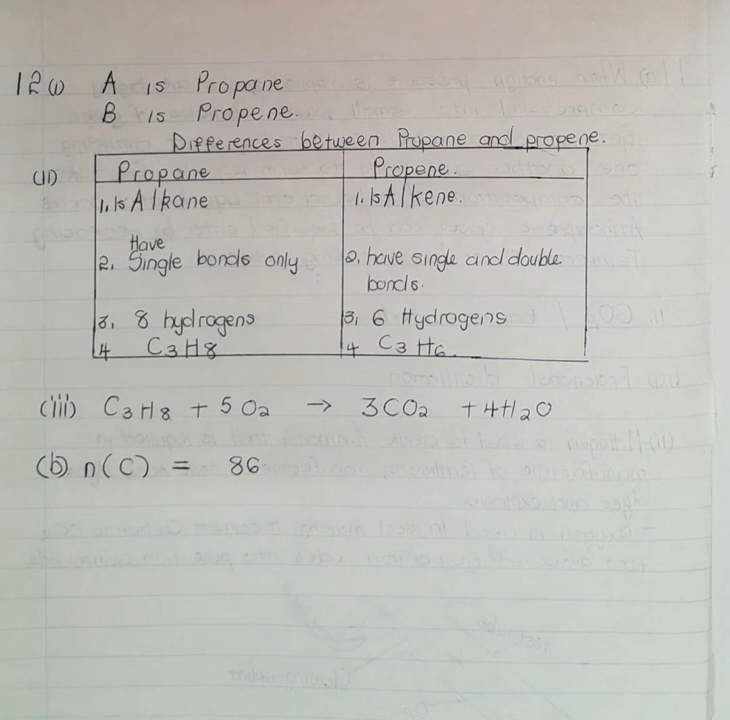 12(i) A is Propane
B is Propene.
Differences between Propane and propene.
(ii) Propane Propene.
1. Is Alkane 1. Is Alkene.
Have
2. Single bonds only 2. have single and double
bonds.
3. 8 hydrogens 3. 6 Hydrogens
4 C3H8 4 C3H6
(iii) C3H8 + 5O2 → 3CO2 + 4H2O
(b) n(C) = 86